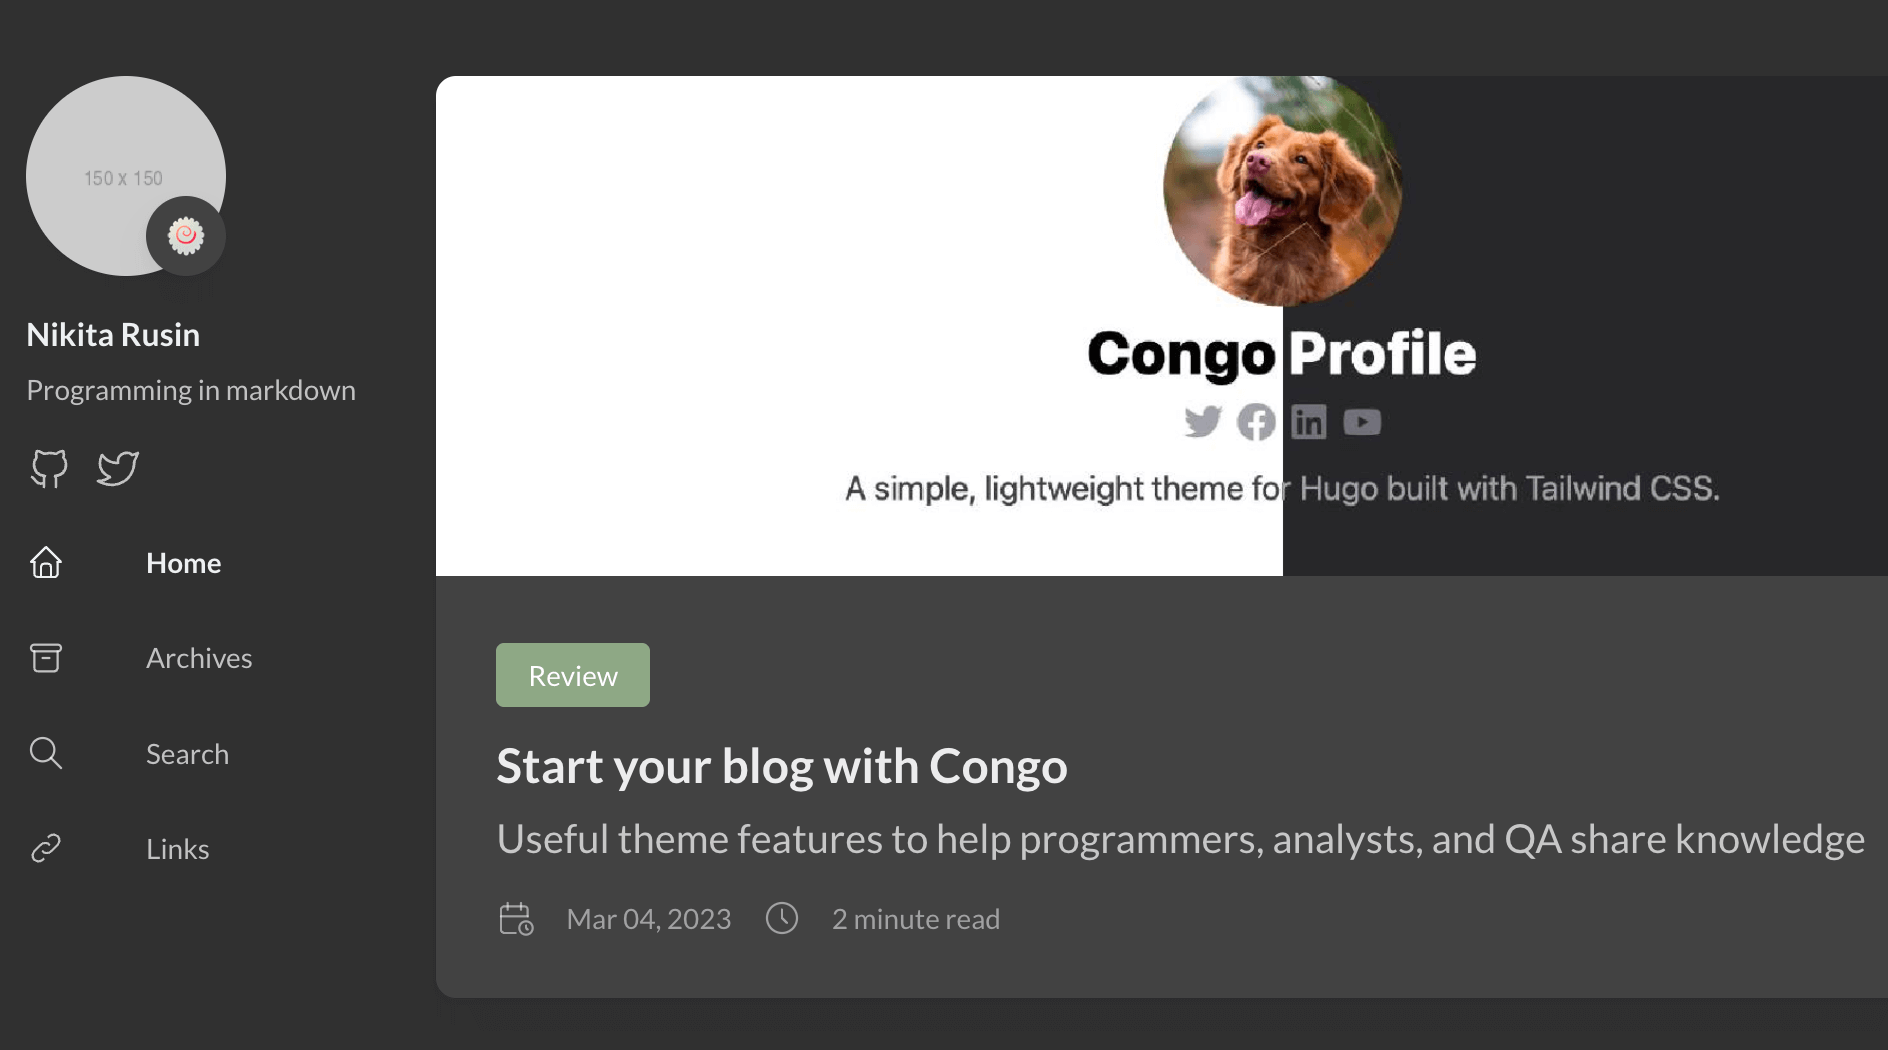 150 x 150
Nikita Rusin
Programming in markdown
Home
Archives
Search
Links
Congo Profile
A simple, lightweight theme for Hugo built with Tailwind CSS.
Review
Start your blog with Congo
Useful theme features to help programmers, analysts, and QA share knowledge
Mar 04, 2023
2 minute read